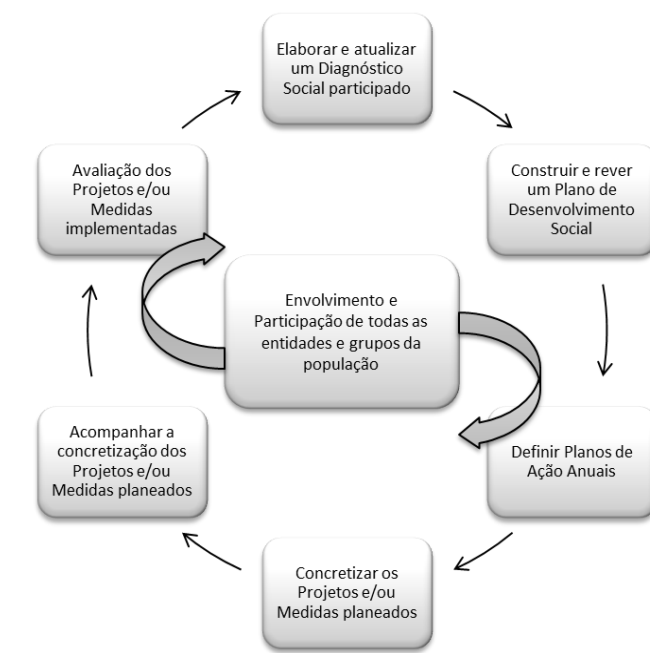 Elaborar e atualizar
um Diagnóstico
Social participado
Construir e rever
um Plano de
Desenvolvimento
Social
Definir Planos de
Ação Anuais
Concretizar os
Projetos e/ou
Medidas planeados
Acompanhar a
concretização dos
Projetos e/ou
Medidas planeados
Avaliação dos
Projetos e/ou
Medidas
implementadas
Envolvimento e
Participação de todas as
entidades e grupos da
população